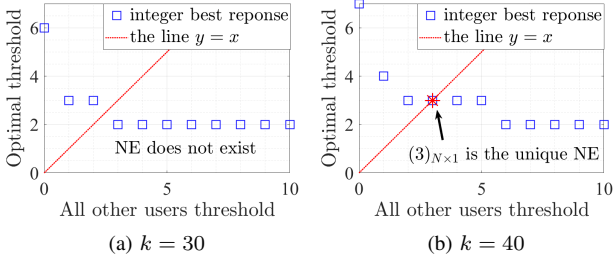 integer best reponse
the line y = x
Optimal threshold
6
4
2
0
NE does not exist
0
5
10
All other users threshold
(a) k = 30
integer best reponse
the line y = x
Optimal threshold
6
4
2
0
(3)_{N×1} is the unique NE
0
5
10
All other users threshold
(b) k = 40